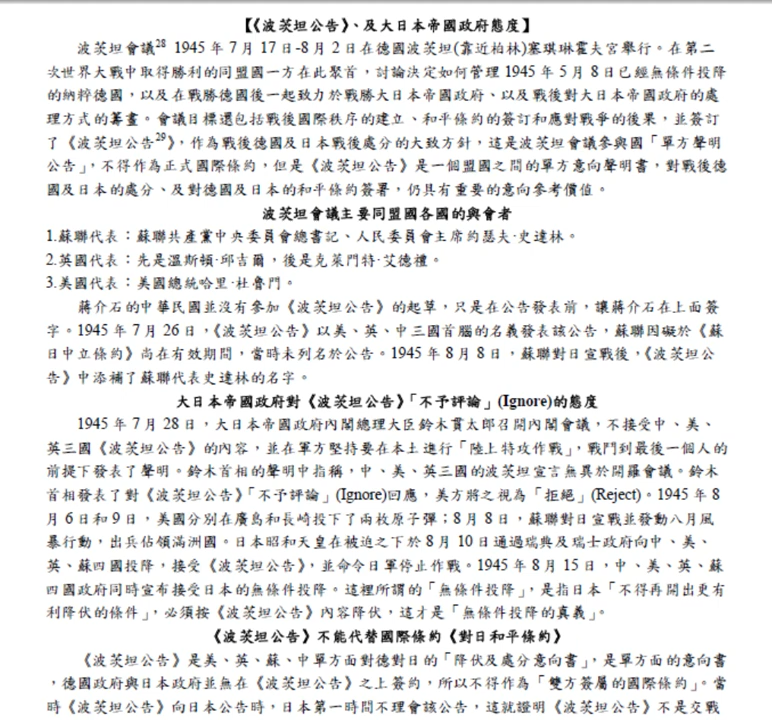 【《波茨坦公告》、及大日本帝國政府態度】
波茨坦會議28 1945 年 7 月 17 日-8 月 2 日在德國波茨坦(靠近柏林)塞琪琳霍夫宮舉行。在第二
次世界大戰中取得勝利的同盟國一方在此聚首，討論決定如何管理 1945 年 5 月 8 日已經無條件投降
的納粹德國，以及在戰勝德國後一起致力於戰勝大日本帝國政府、以及戰後對大日本帝國政府的處
理方式的籌畫。會議目標還包括戰後國際秩序的建立、和平條約的簽訂和應對戰爭的後果，並簽訂
了《波茨坦公告29》，作為戰後德國及日本戰後處分的大致方針，這是波茨坦會議參與國「單方聲明
公告」，不得作為正式國際條約，但是《波茨坦公告》是一個盟國之間的單方意向聲明書，對戰後德
國及日本的處分、及對德國及日本的和平條約簽署，仍具有重要的意向參考價值。
波茨坦會議主要同盟國各國的與會者
1.蘇聯代表：蘇聯共產黨中央委員會總書記、人民委員會主席約瑟夫·史達林。
2.英國代表：先是溫斯頓·邱吉爾，後是克萊門特·艾德禮。
3.美國代表：美國總統哈里·杜魯門。
蔣介石的中華民國並沒有參加《波茨坦公告》的起草，只是在公告發表前，讓蔣介石在上面簽
字。1945 年 7 月 26 日，《波茨坦公告》以美、英、中三國首腦的名義發表該公告，蘇聯因礙於《蘇
日中立條約》尚在有效期間，當時未列名於公告。1945 年 8 月 8 日，蘇聯對日宣戰後，《波茨坦公
告》中添補了蘇聯代表史達林的名字。
大日本帝國政府對《波茨坦公告》「不予評論」(Ignore)的態度
1945 年 7 月 28 日，大日本帝國政府內閣總理大臣鈴木貫太郎召開內閣會議，不接受中、美、
英三國《波茨坦公告》的內容，並在軍方堅持要在本土進行「陸上特攻作戰」，戰鬥到最後一個人的
前提下發表了聲明。鈴木首相的聲明中指稱，中、美、英三國的波茨坦宣言無異於開羅會議。鈴木
首相發表了對《波茨坦公告》「不予評論」(Ignore)回應，美方將之視為「拒絕」(Reject)。1945 年 8
月 6 日和 9 日，美國分別在廣島和長崎投下了兩枚原子彈；8 月 8 日，蘇聯對日宣戰並發動八月風
暴行動，出兵佔領滿洲國。日本昭和天皇在被迫之下於 8 月 10 日通過瑞典及瑞士政府向中、美、
英、蘇四國投降，接受《波茨坦公告》，並命令日軍停止作戰。1945 年 8 月 15 日，中、美、英、蘇
四國政府同時宣布接受日本的無條件投降。這裡所謂的「無條件投降」，是指日本「不得再開出更有
利降伏的條件」，必須按《波茨坦公告》內容降伏，這才是「無條件投降的真義」。
《波茨坦公告》不能代替國際條約《對日和平條約》
《波茨坦公告》是美、英、蘇、中單方面對德對日的「降伏及處分意向書」，是單方面的意向書
，德國政府與日本政府並無在《波茨坦公告》之上簽約，所以不得作為「雙方簽屬的國際條約」。當
時《波茨坦公告》向日本公告時，日本第一時間不理會該公告，這就證明《波茨坦公告》不是交戰